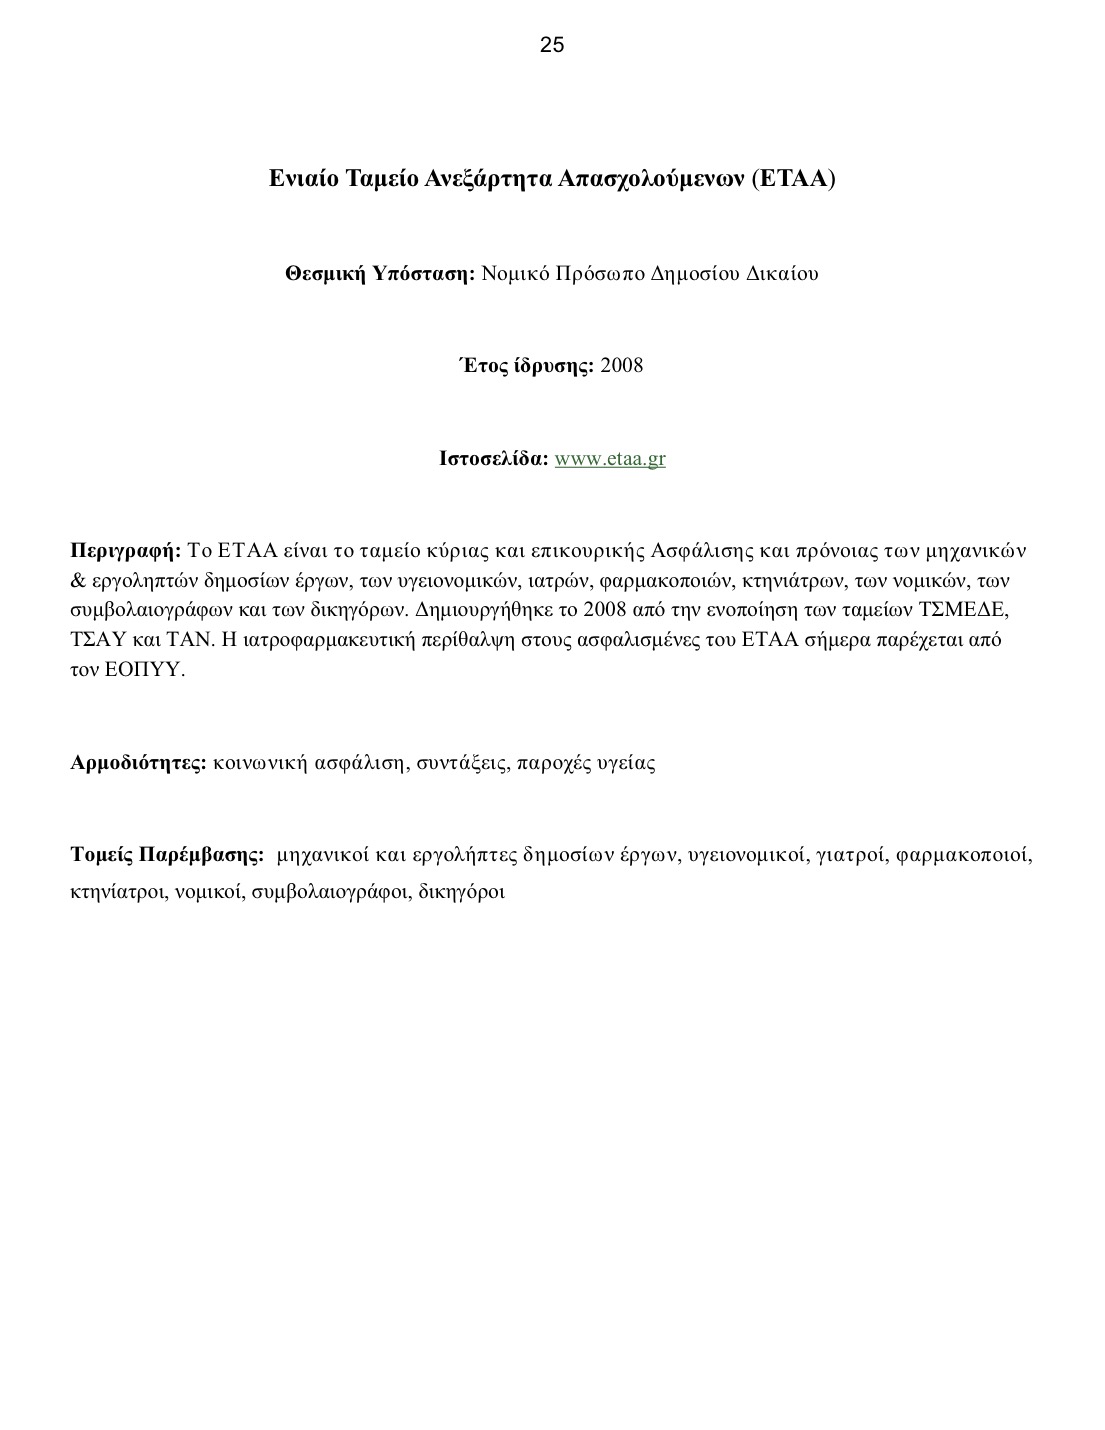 25
Ενιαίο Ταμείο Ανεξάρτητα Απασχολούμενων (ΕΤΑΑ)
Θεσμική Υπόσταση: Νομικό Πρόσωπο Δημοσίου Δικαίου
Έτος ίδρυσης: 2008
Ιστοσελίδα: www.etaa.gr
Περιγραφή: Το ΕΤΑΑ είναι το ταμείο κύριας και επικουρικής Ασφάλισης και πρόνοιας των μηχανικών
& εργοληπτών δημοσίων έργων, των υγειονομικών, ιατρών, φαρμακοποιών, κτηνιάτρων, των νομικών, των
συμβολαιογράφων και των δικηγόρων. Δημιουργήθηκε το 2008 από την ενοποίηση των ταμείων ΤΣΜΕΔΕ,
ΤΣΑΥ και ΤΑΝ. Η ιατροφαρμακευτική περίθαλψη στους ασφαλισμένες του ΕΤΑΑ σήμερα παρέχεται από
τον ΕΟΠΥΥ.
Αρμοδιότητες: κοινωνική ασφάλιση, συντάξεις, παροχές υγείας
Τομείς Παρέμβασης: μηχανικοί και εργολήπτες δημοσίων έργων, υγειονομικοί, γιατροί, φαρμακοποιοί,
κτηνίατροι, νομικοί, συμβολαιογράφοι, δικηγόροι